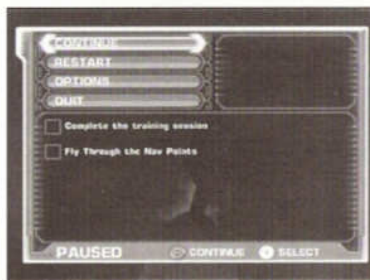 CONTINUE
RESTART
OPTIONS
QUIT
Complete the training session
Fly Through the Nav Points
PAUSED CONTINUE SELECT